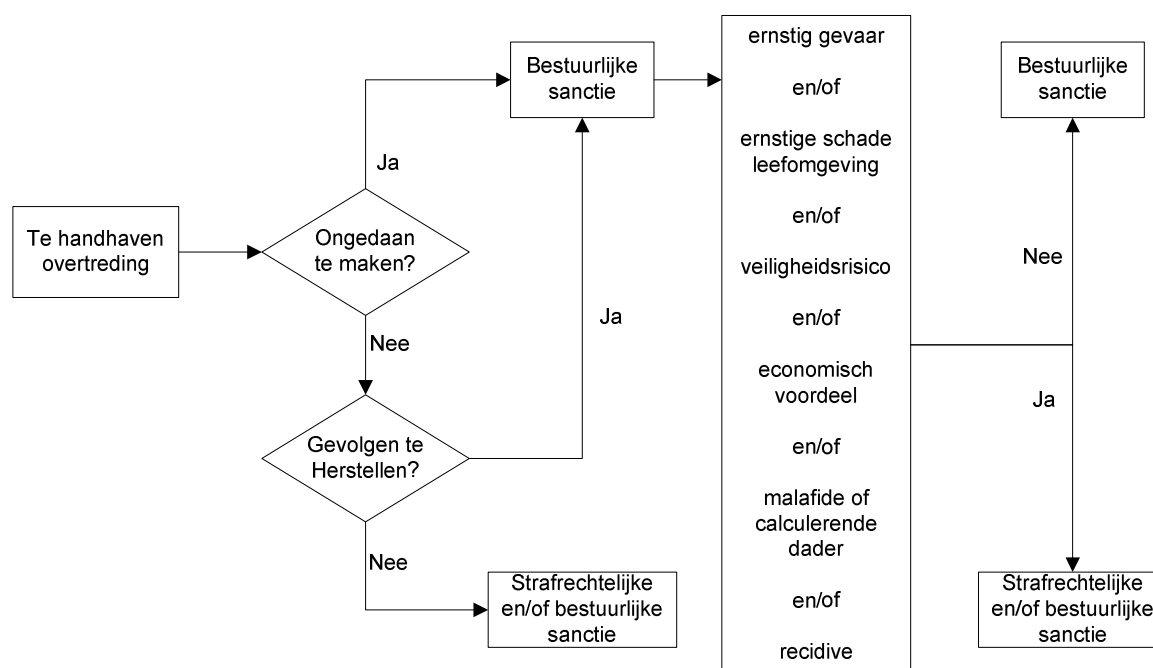 Te handhaven
overtreding
Ongedaan
te maken?
Ja
Nee
Gevolgen te
Herstellen?
Ja
Nee
Bestuurlijke
sanctie
Strafrechtelijke
en/of bestuurlijke
sanctie
ernstig gevaar
en/of
ernstige schade
leefomgeving
en/of
veiligheidsrisico
en/of
economisch
voordeel
en/of
malafide of
calculerende
dader
en/of
recidive
Nee
Ja
Bestuurlijke
sanctie
Strafrechtelijke
en/of bestuurlijke
sanctie